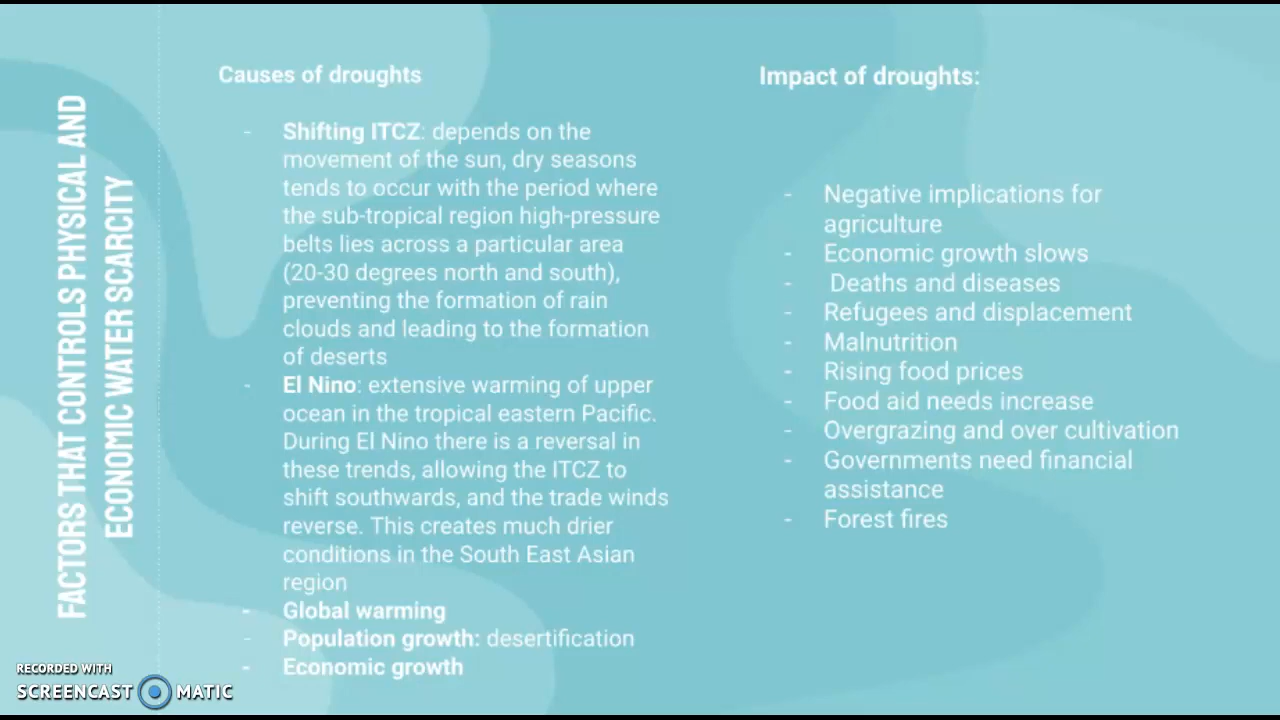 FACTORS THAT CONTROLS PHYSICAL AND
ECONOMIC WATER SCARCITY
Causes of droughts
- Shifting ITCZ: depends on the
movement of the sun, dry seasons
tends to occur with the period where
the sub-tropical region high-pressure
belts lies across a particular area
(20-30 degrees north and south),
preventing the formation of rain
clouds and leading to the formation
of deserts
- El Nino: extensive warming of upper
ocean in the tropical eastern Pacific.
During El Nino there is a reversal in
these trends, allowing the ITCZ to
shift southwards, and the trade winds
reverse. This creates much drier
conditions in the South East Asian
region
- Global warming
- Population growth: desertification
- Economic growth
Impact of droughts:
- Negative implications for
agriculture
- Economic growth slows
- Deaths and diseases
- Refugees and displacement
- Malnutrition
- Rising food prices
- Food aid needs increase
- Overgrazing and over cultivation
- Governments need financial
assistance
- Forest fires
RECORDED WITH
SCREENCAST MATIC